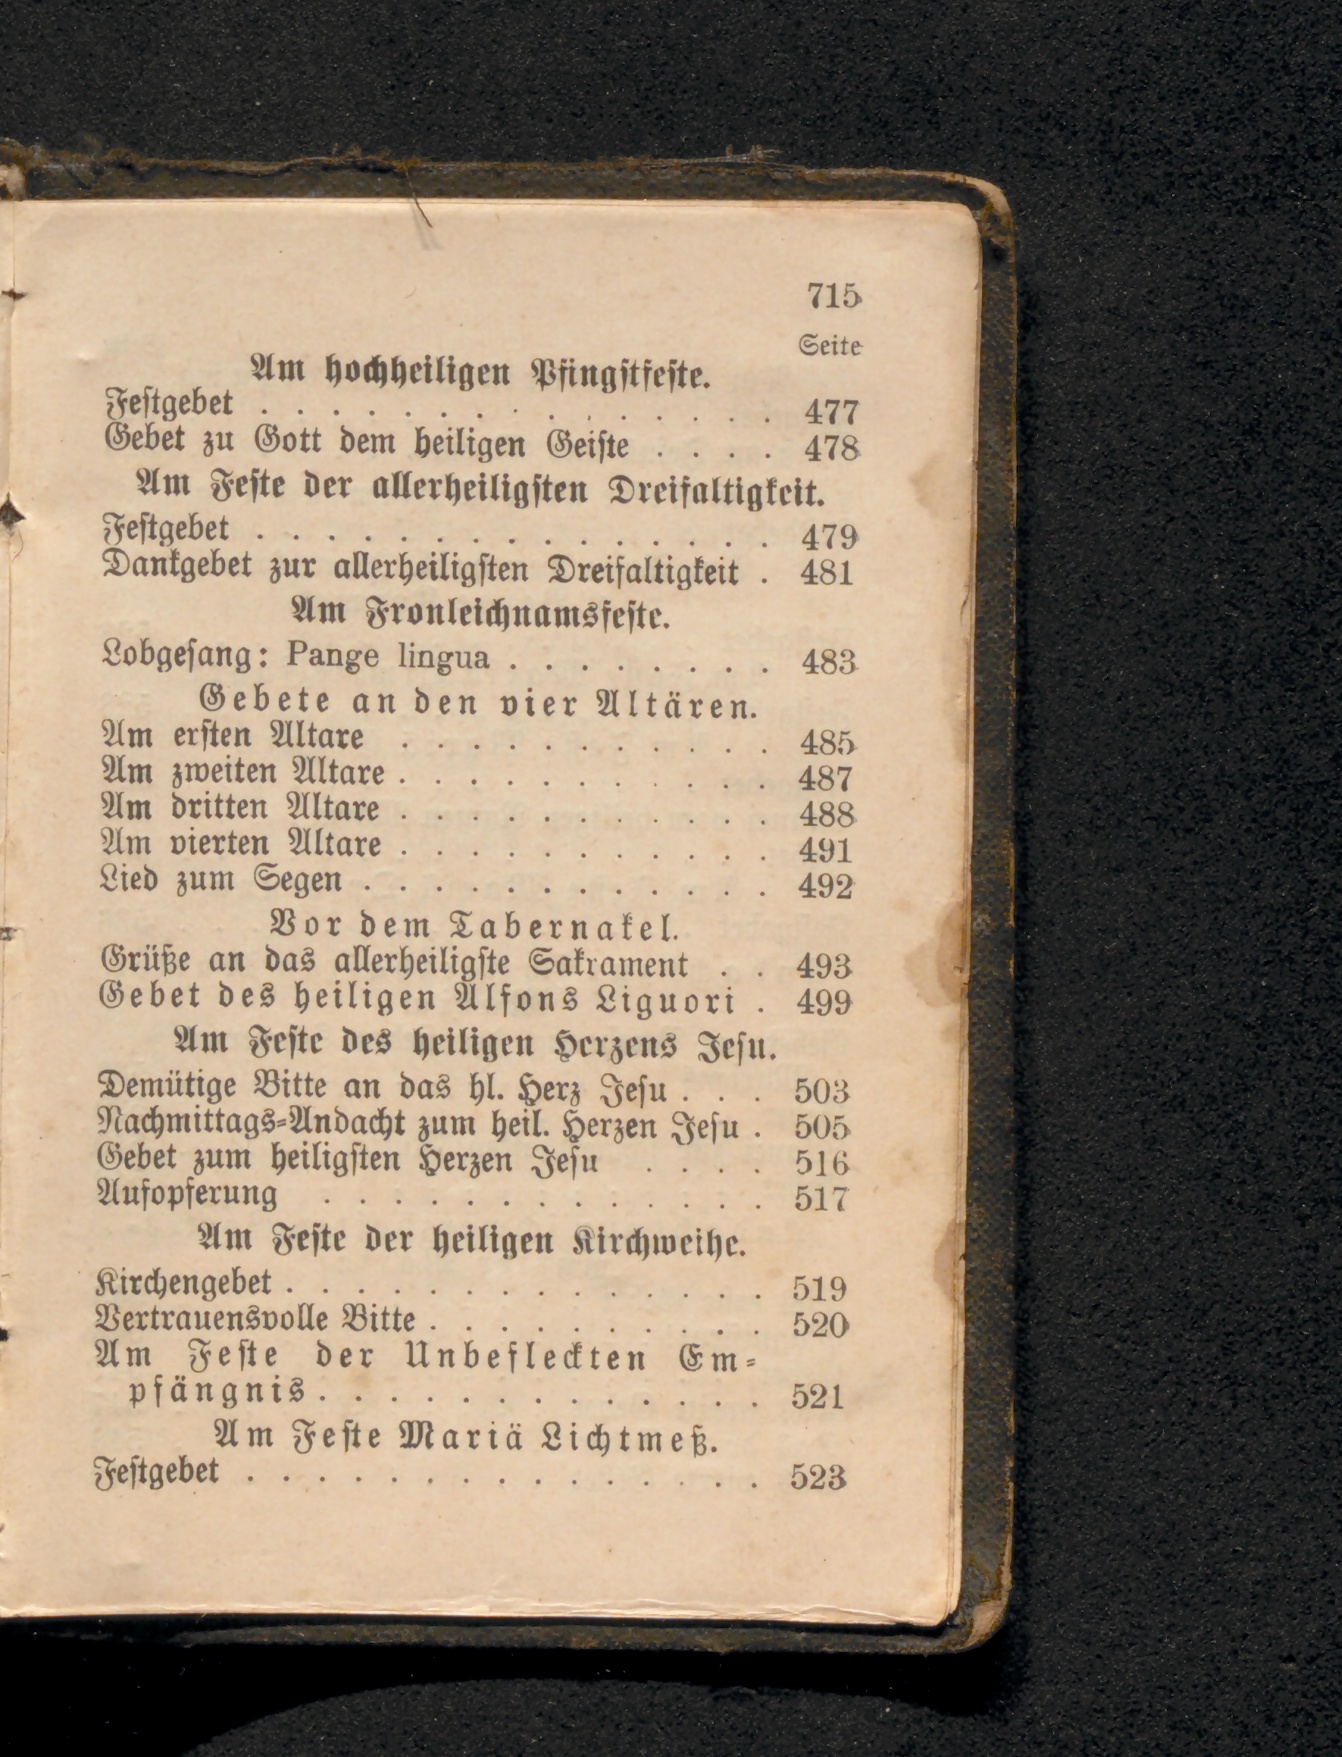 715
Seite
Am hochheiligen Pfingstfeste.
Festgebet . . . . . . . . . . . . . . . 477
Gebet zu Gott dem heiligen Geiste . . . . 478
Am Feste der allerheiligsten Dreifaltigkeit.
Festgebet . . . . . . . . . . . . . . . 479
Dankgebet zur allerheiligsten Dreifaltigkeit . 481
Am Fronleichnamsfeste.
Lobgesang: Pange lingua . . . . . . . . 483
Gebete an den vier Altären.
Am ersten Altare . . . . . . . . . . . 485
Am zweiten Altare . . . . . . . . . . . 487
Am dritten Altare . . . . . . . . . . . 488
Am vierten Altare . . . . . . . . . . . 491
Lied zum Segen . . . . . . . . . . . . 492
Vor dem Tabernakel.
Grüße an das allerheiligste Sakrament . . 493
Gebet des heiligen Alfons Liguori . 499
Am Feste des heiligen Herzens Jesu.
Demütige Bitte an das hl. Herz Jesu . . . 503
Nachmittags-Andacht zum heil. Herzen Jesu . 505
Gebet zum heiligsten Herzen Jesu . . . . 516
Aufopferung . . . . . . . . . . . . . 517
Am Feste der heiligen Kirchweihe.
Kirchengebet . . . . . . . . . . . . . . 519
Vertrauensvolle Bitte . . . . . . . . . . 520
Am Feste der Unbefleckten Em-
pfängnis . . . . . . . . . . . . . 521
Am Feste Mariä Lichtmeß.
Festgebet . . . . . . . . . . . . . . . 523